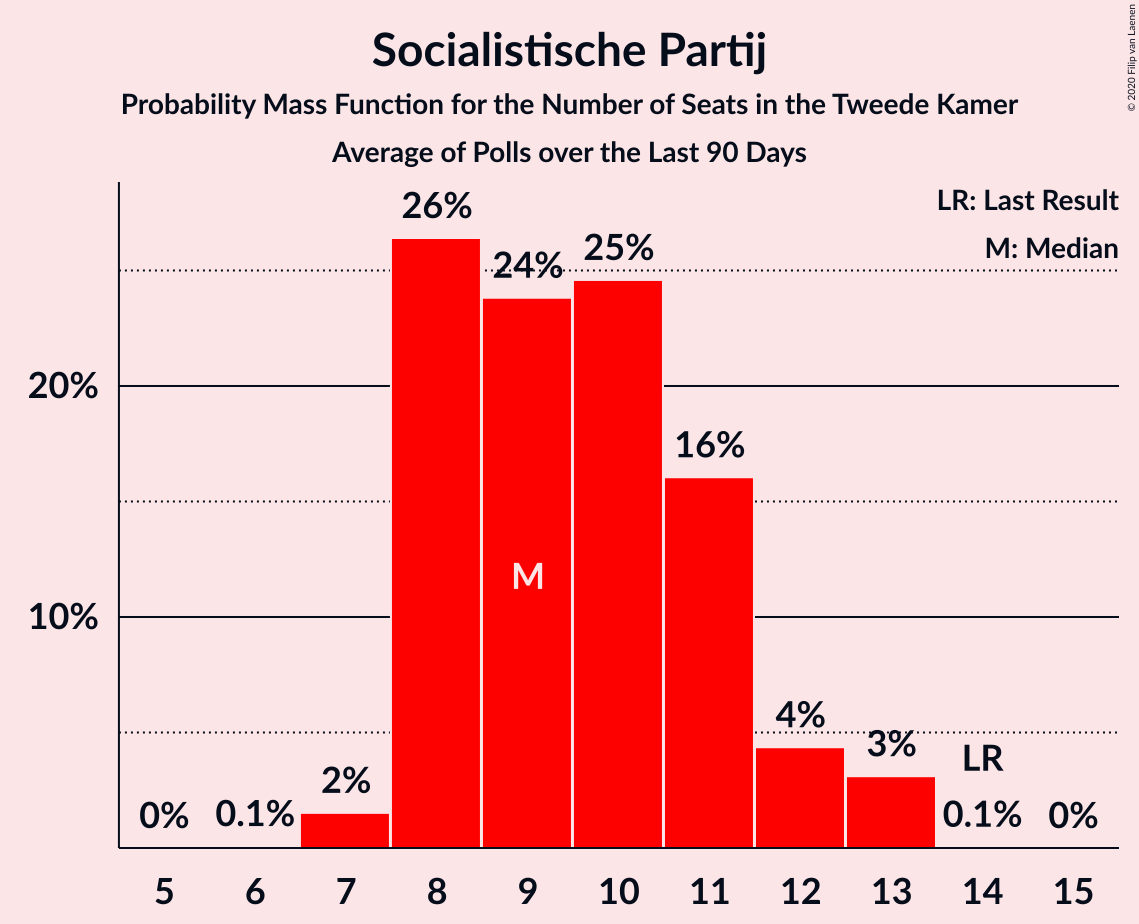 Socialistische Partij
Probability Mass Function for the Number of Seats in the Tweede Kamer
Average of Polls over the Last 90 Days
© 2020 Filip van Laenen
LR: Last Result
M: Median
26%
24%
25%
20%
16%
M
10%
4%
3%
LR
2%
0%
0.1%
0.1%
0%
5 6 7 8 9 10 11 12 13 14 15